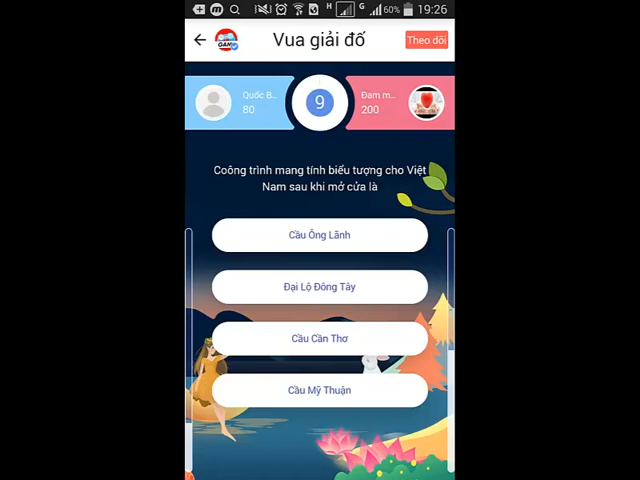 60% 19:26
Vua giải đố
Theo dõi
Quốc B..
80
9
Đam m...
200
Coông trình mang tính biểu tượng cho Việt
Nam sau khi mở cửa là
Cầu Ông Lãnh
Đại Lộ Đông Tây
Cầu Cần Thơ
Cầu Mỹ Thuận